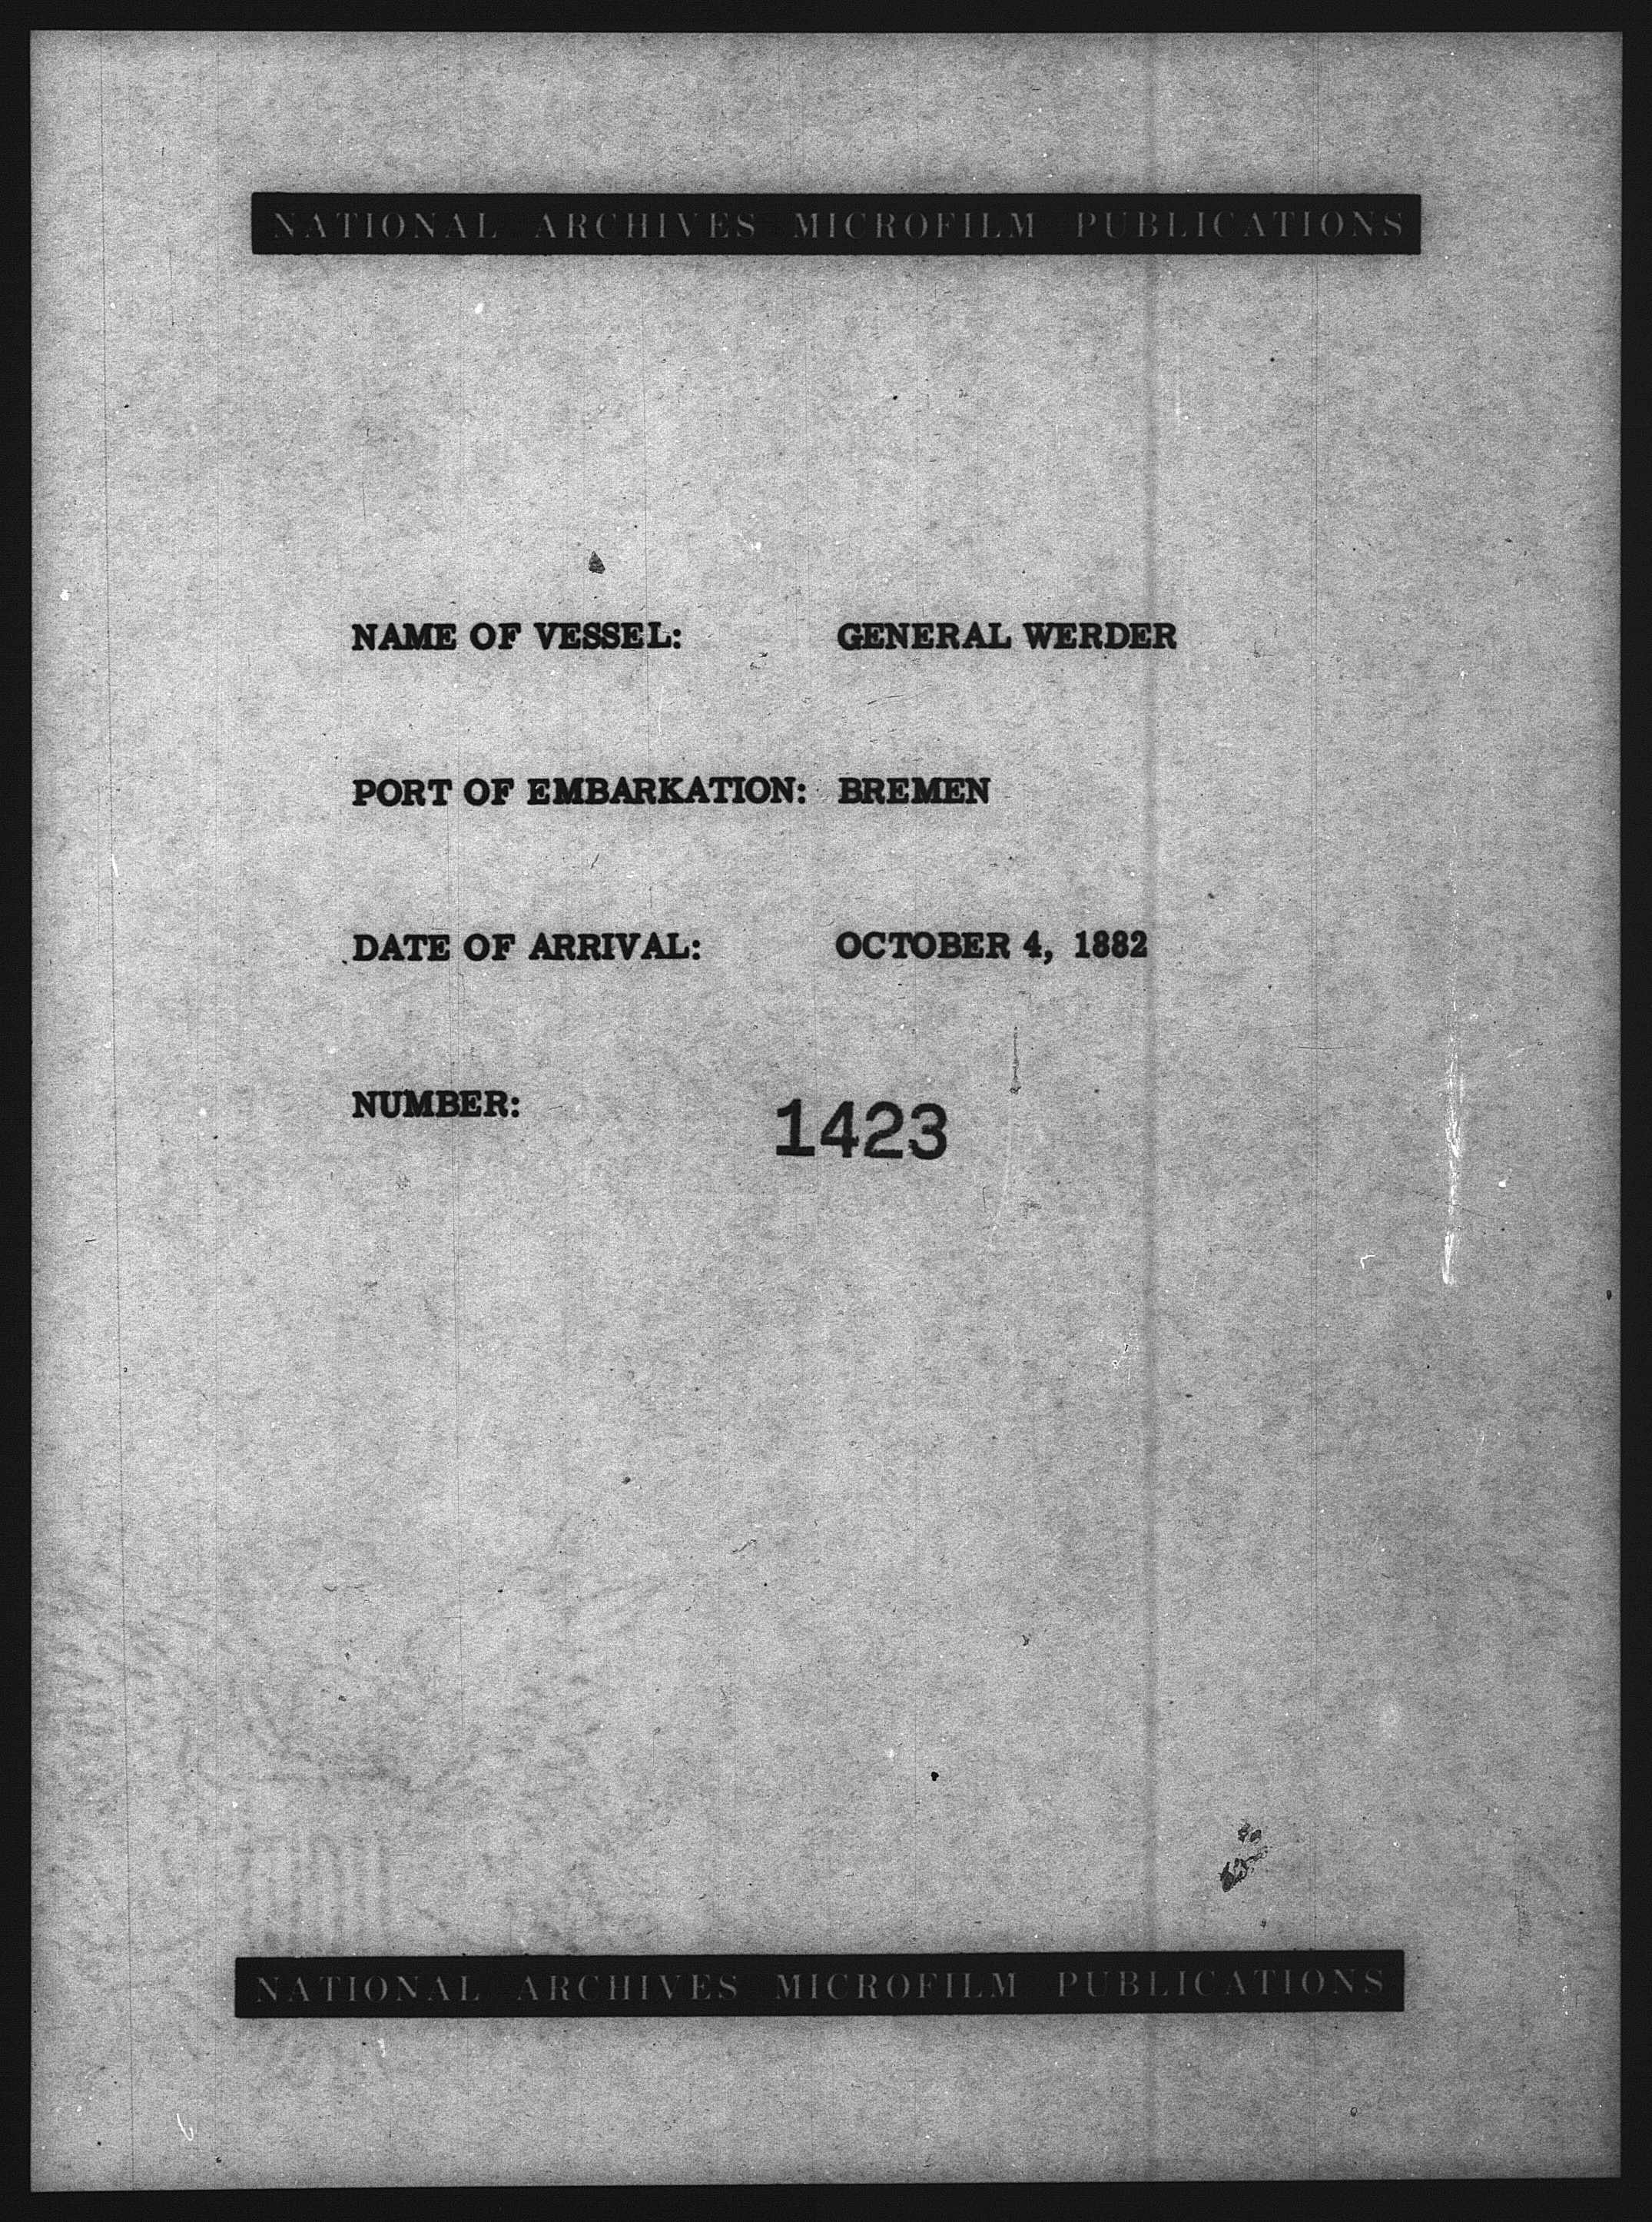 NATIONAL ARCHIVES MICROFILM PUBLICATIONS
NAME OF VESSEL: GENERAL WERDER
PORT OF EMBARKATION: BREMEN
DATE OF ARRIVAL: OCTOBER 4, 1882
NUMBER: 1423
NATIONAL ARCHIVES MICROFILM PUBLICATIONS